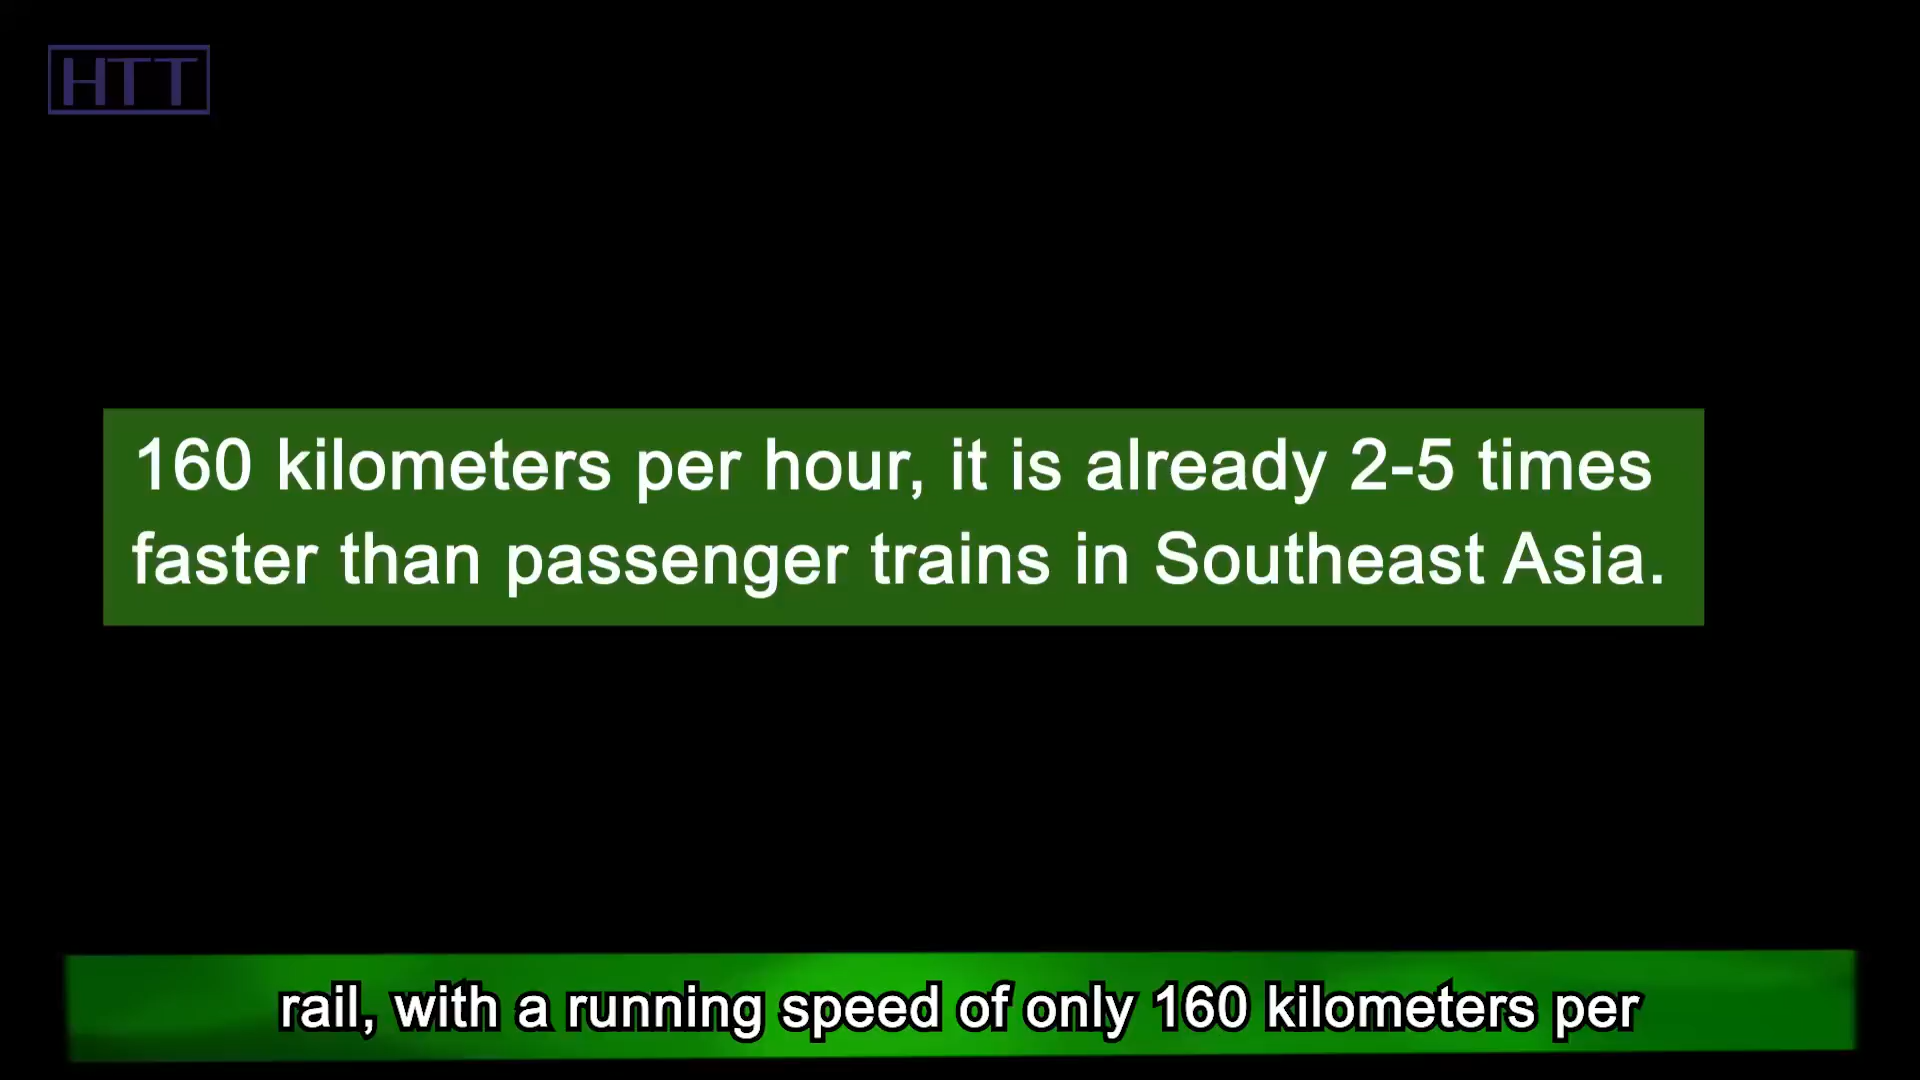 HTT
160 kilometers per hour, it is already 2-5 times
faster than passenger trains in Southeast Asia.
rail, with a running speed of only 160 kilometers per